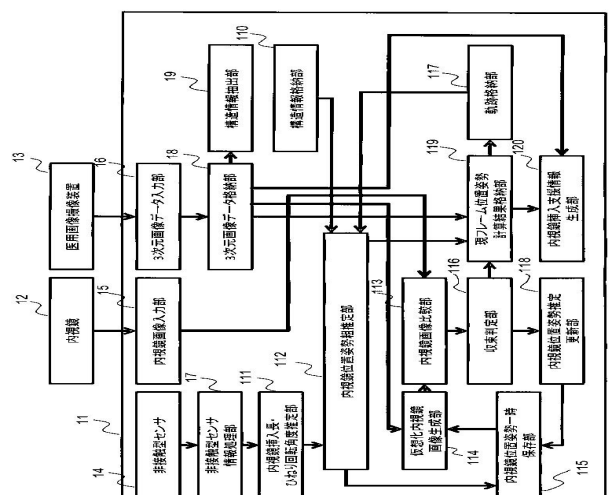 11
14
非接触型センサ
17
非接触型センサ
情報処理部
111
内視鏡挿入長・
ひねり回転角度推定部
12
内視鏡
15
内視鏡画像入力部
13
医用画像撮像装置
16
3次元画像データ入力部
18
3次元画像データ格納部
19
構造情報抽出部
110
構造情報格納部
112
内視鏡位置姿勢粗推定部
113
内視鏡画像比較部
仮想化内視鏡
画像生成部
114
内視鏡位置姿勢一時
保存部
115
116
収束判定部
118
内視鏡位置姿勢推定
更新部
119
現フレーム位置姿勢
計算結果格納部
117
軌跡格納部
120
内視鏡挿入支援情報
生成部